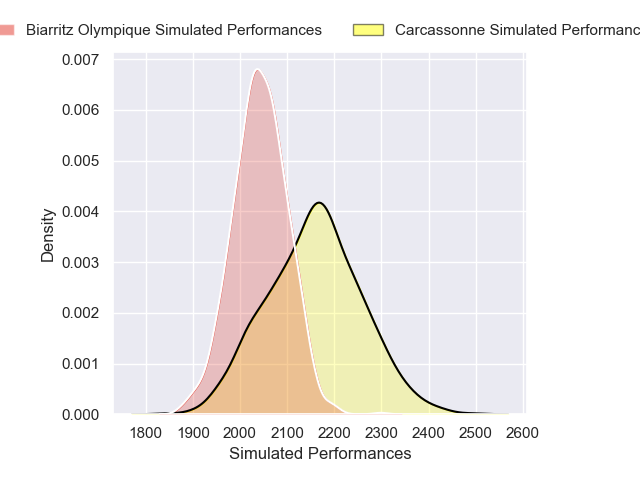 Biarritz Olympique Simulated Performances Carcassonne Simulated Performanc
0.007
0.006
0.005
0.004
0.003
0.002
0.001
0.000
Density
1800 1900 2000 2100 2200 2300 2400 2500 2600
Simulated Performances